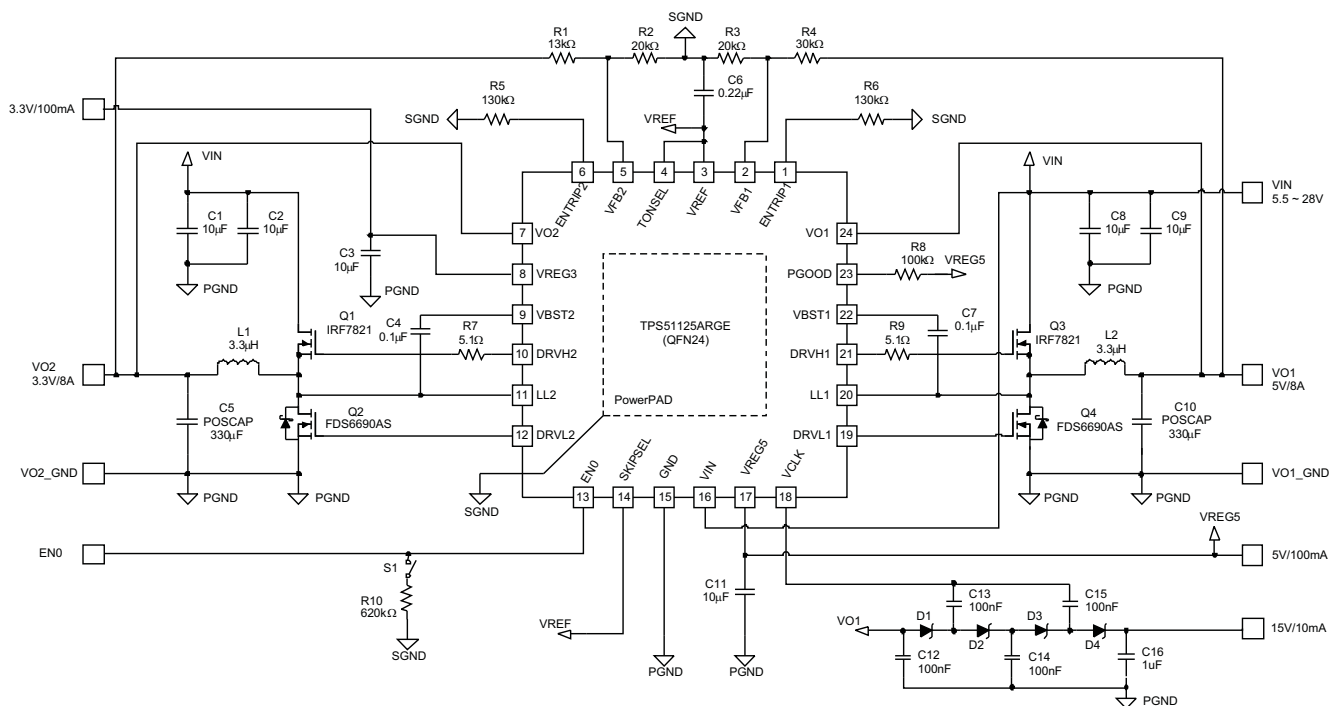 SGND
R1
13kΩ
R2
20kΩ
R3
20kΩ
R4
30kΩ
C6
0.22µF
R5
130kΩ
R6
130kΩ
3.3V/100mA
SGND
VREF
SGND
VIN
6
5
4
3
2
1
VIN
VIN
5.5 ~ 28V
ENTRIP2
VFB2
TONSEL
VREF
VFB1
ENTRIP1
C1
10µF
C2
10µF
C3
10µF
7
VO2
VO1
24
R8
100kΩ
VREG5
C8
10µF
C9
10µF
8
VREG3
PGOOD
23
PGND
PGND
PGND
Q1
IRF7821
C4
0.1µF
R7
5.1Ω
9
VBST2
TPS51125ARGE
(QFN24)
VBST1
22
R9
5.1Ω
C7
0.1µF
Q3
IRF7821
L1
3.3µH
L2
3.3µH
10
DRVH2
DRVH1
21
VO2
3.3V/8A
VO1
5V/8A
11
LL2
PowerPAD
LL1
20
C5
POSCAP
330µF
Q2
FDS6690AS
Q4
FDS6690AS
C10
POSCAP
330µF
12
DRVL2
DRVL1
19
VO2_GND
VO1_GND
PGND
PGND
SGND
EN0
SKIPSEL
GND
VIN
VREG5
VCLK
13
14
15
16
17
18
PGND
PGND
VREG5
EN0
5V/100mA
S1
R10
620kΩ
C11
10µF
C13
100nF
C15
100nF
VREF
VO1
D1
D3
15V/10mA
D2
D4
C12
100nF
C14
100nF
C16
1uF
SGND
PGND
PGND
PGND